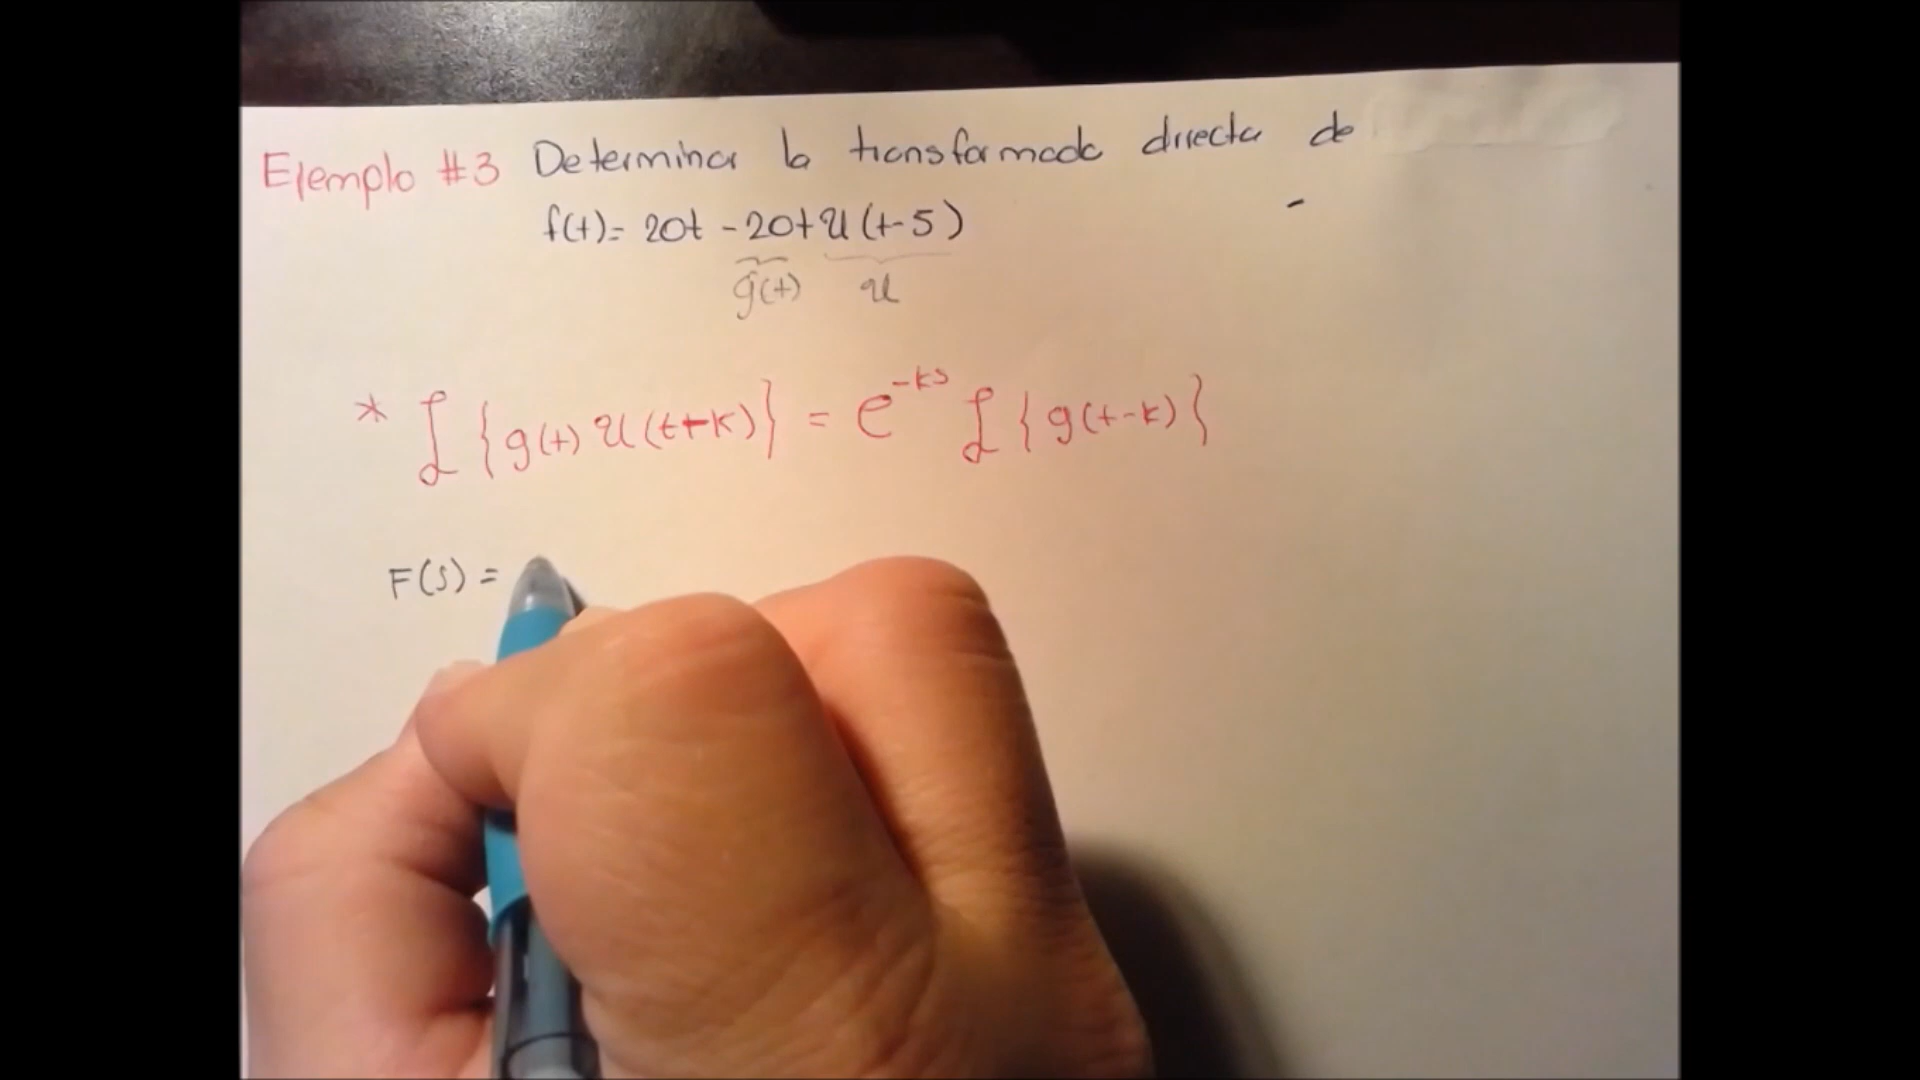 Ejemplo #3 Determinar la transformada directa de
f(t)= 20t - 20t U(t-5)
g(t) U
* ℒ{g(t) U(t+k)} = e^-ks ℒ{g(t-k)}
F(s) =